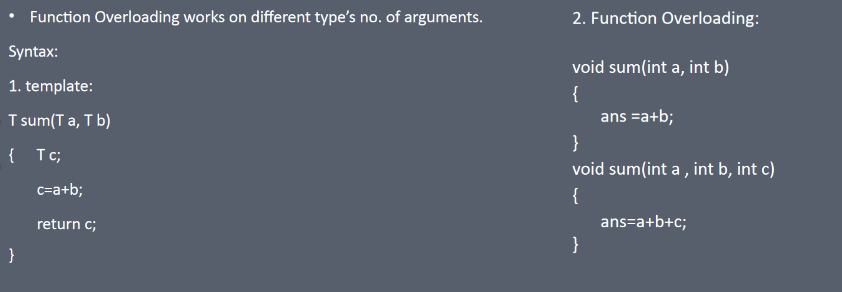 • Function Overloading works on different type's no. of arguments.
Syntax:
1. template:
T sum(T a, T b)
{ T c;
c=a+b;
return c;
}
2. Function Overloading:
void sum(int a, int b)
{
ans =a+b;
}
void sum(int a , int b, int c)
{
ans=a+b+c;
}